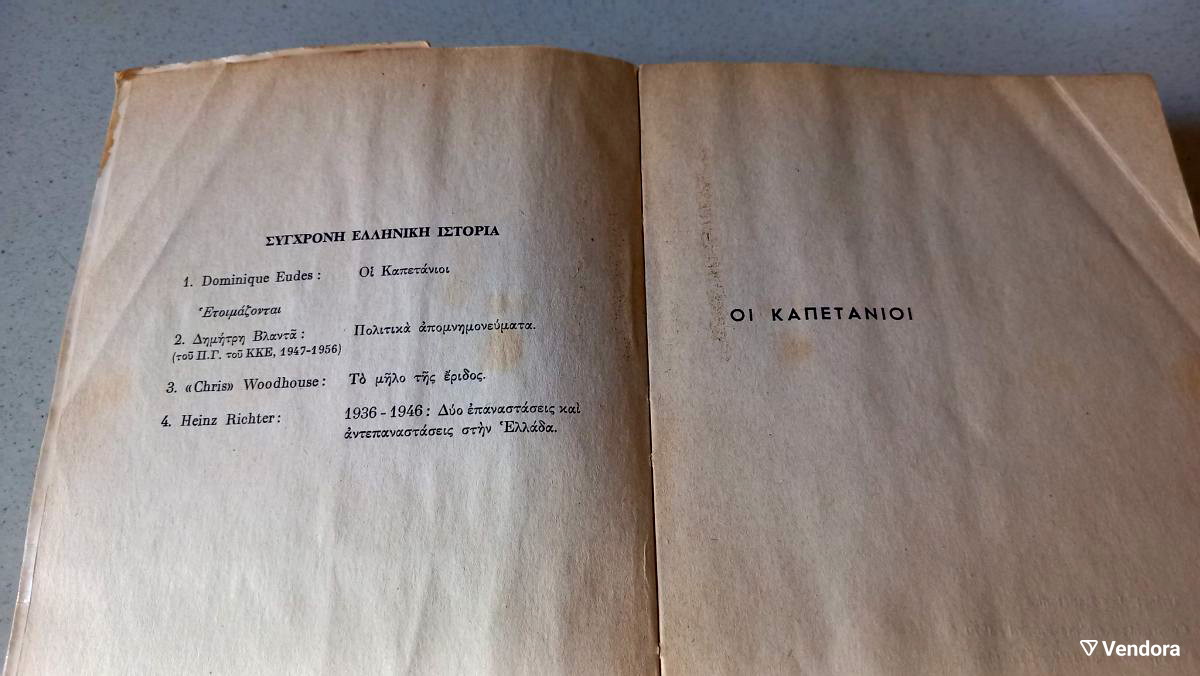 ΣΥΓΧΡΟΝΗ ΕΛΛΗΝΙΚΗ ΙΣΤΟΡΙΑ
1. Dominique Eudes: Οἱ Καπετάνιοι
Ἑτοιμάζονται
2. Δημήτρη Βλαντᾶ: Πολιτικὰ ἀπομνημονεύματα.
(τοῦ Π.Γ. τοῦ ΚΚΕ, 1947-1956)
3. «Chris» Woodhouse: Τὸ μῆλο τῆς ἔριδος.
4. Heinz Richter: 1936-1946: Δύο ἐπαναστάσεις καὶ
ἀντεπαναστάσεις στὴν Ἑλλάδα.
ΟΙ ΚΑΠΕΤΑΝΙΟΙ
Vendora